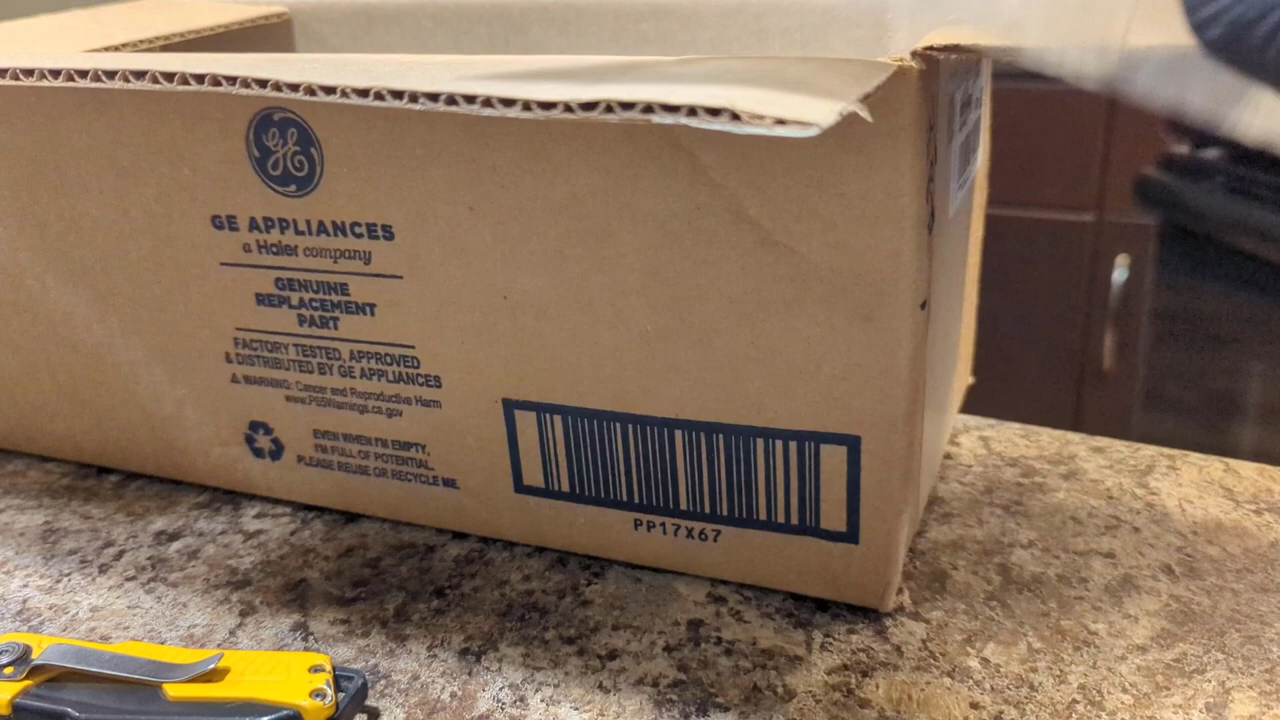 GE
GE APPLIANCES
a Haier company
GENUINE
REPLACEMENT
PART
FACTORY TESTED, APPROVED
& DISTRIBUTED BY GE APPLIANCES
⚠ WARNING: Cancer and Reproductive Harm
www.P65Warnings.ca.gov
EVEN WHEN I'M EMPTY,
I'M FULL OF POTENTIAL.
PLEASE REUSE OR RECYCLE ME.
PP17X67